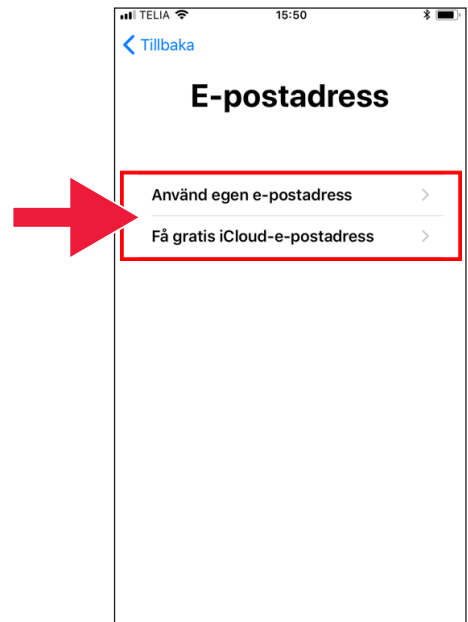 TELIA 15:50
Tillbaka
E-postadress
Använd egen e-postadress
Få gratis iCloud-e-postadress